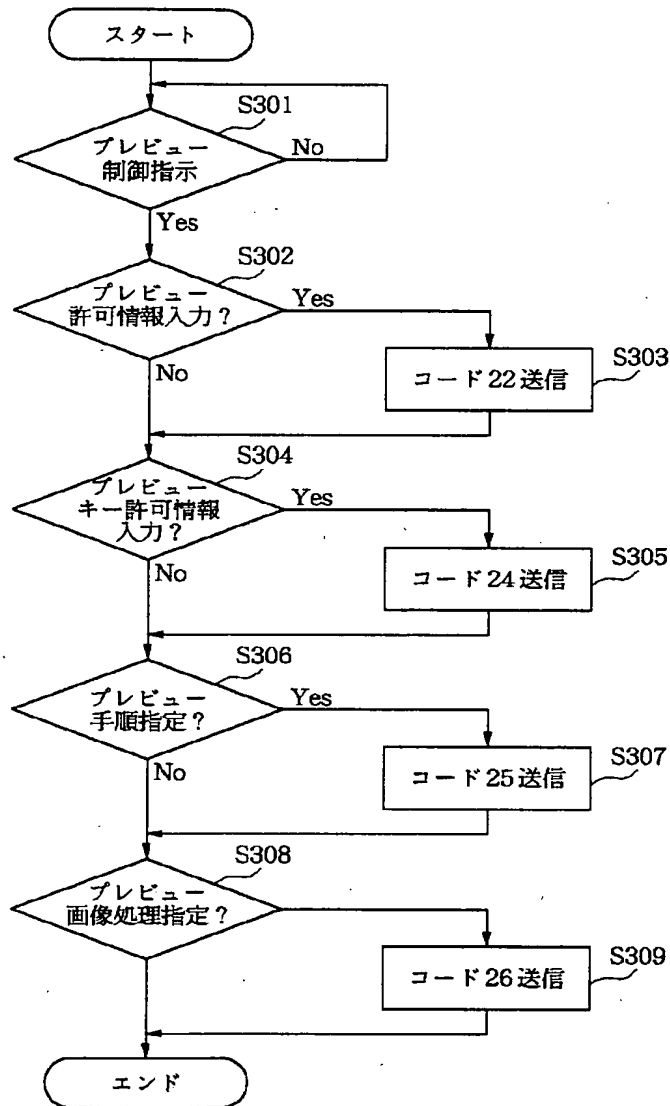 スタート
S301
プレビュー
制御指示
No
Yes
S302
プレビュー
許可情報入力?
Yes
No
コード22送信
S303
S304
プレビュー
キー許可情報
入力?
Yes
No
コード24送信
S305
S306
プレビュー
手順指定?
Yes
No
コード25送信
S307
S308
プレビュー
画像処理指定?
コード26送信
S309
エンド